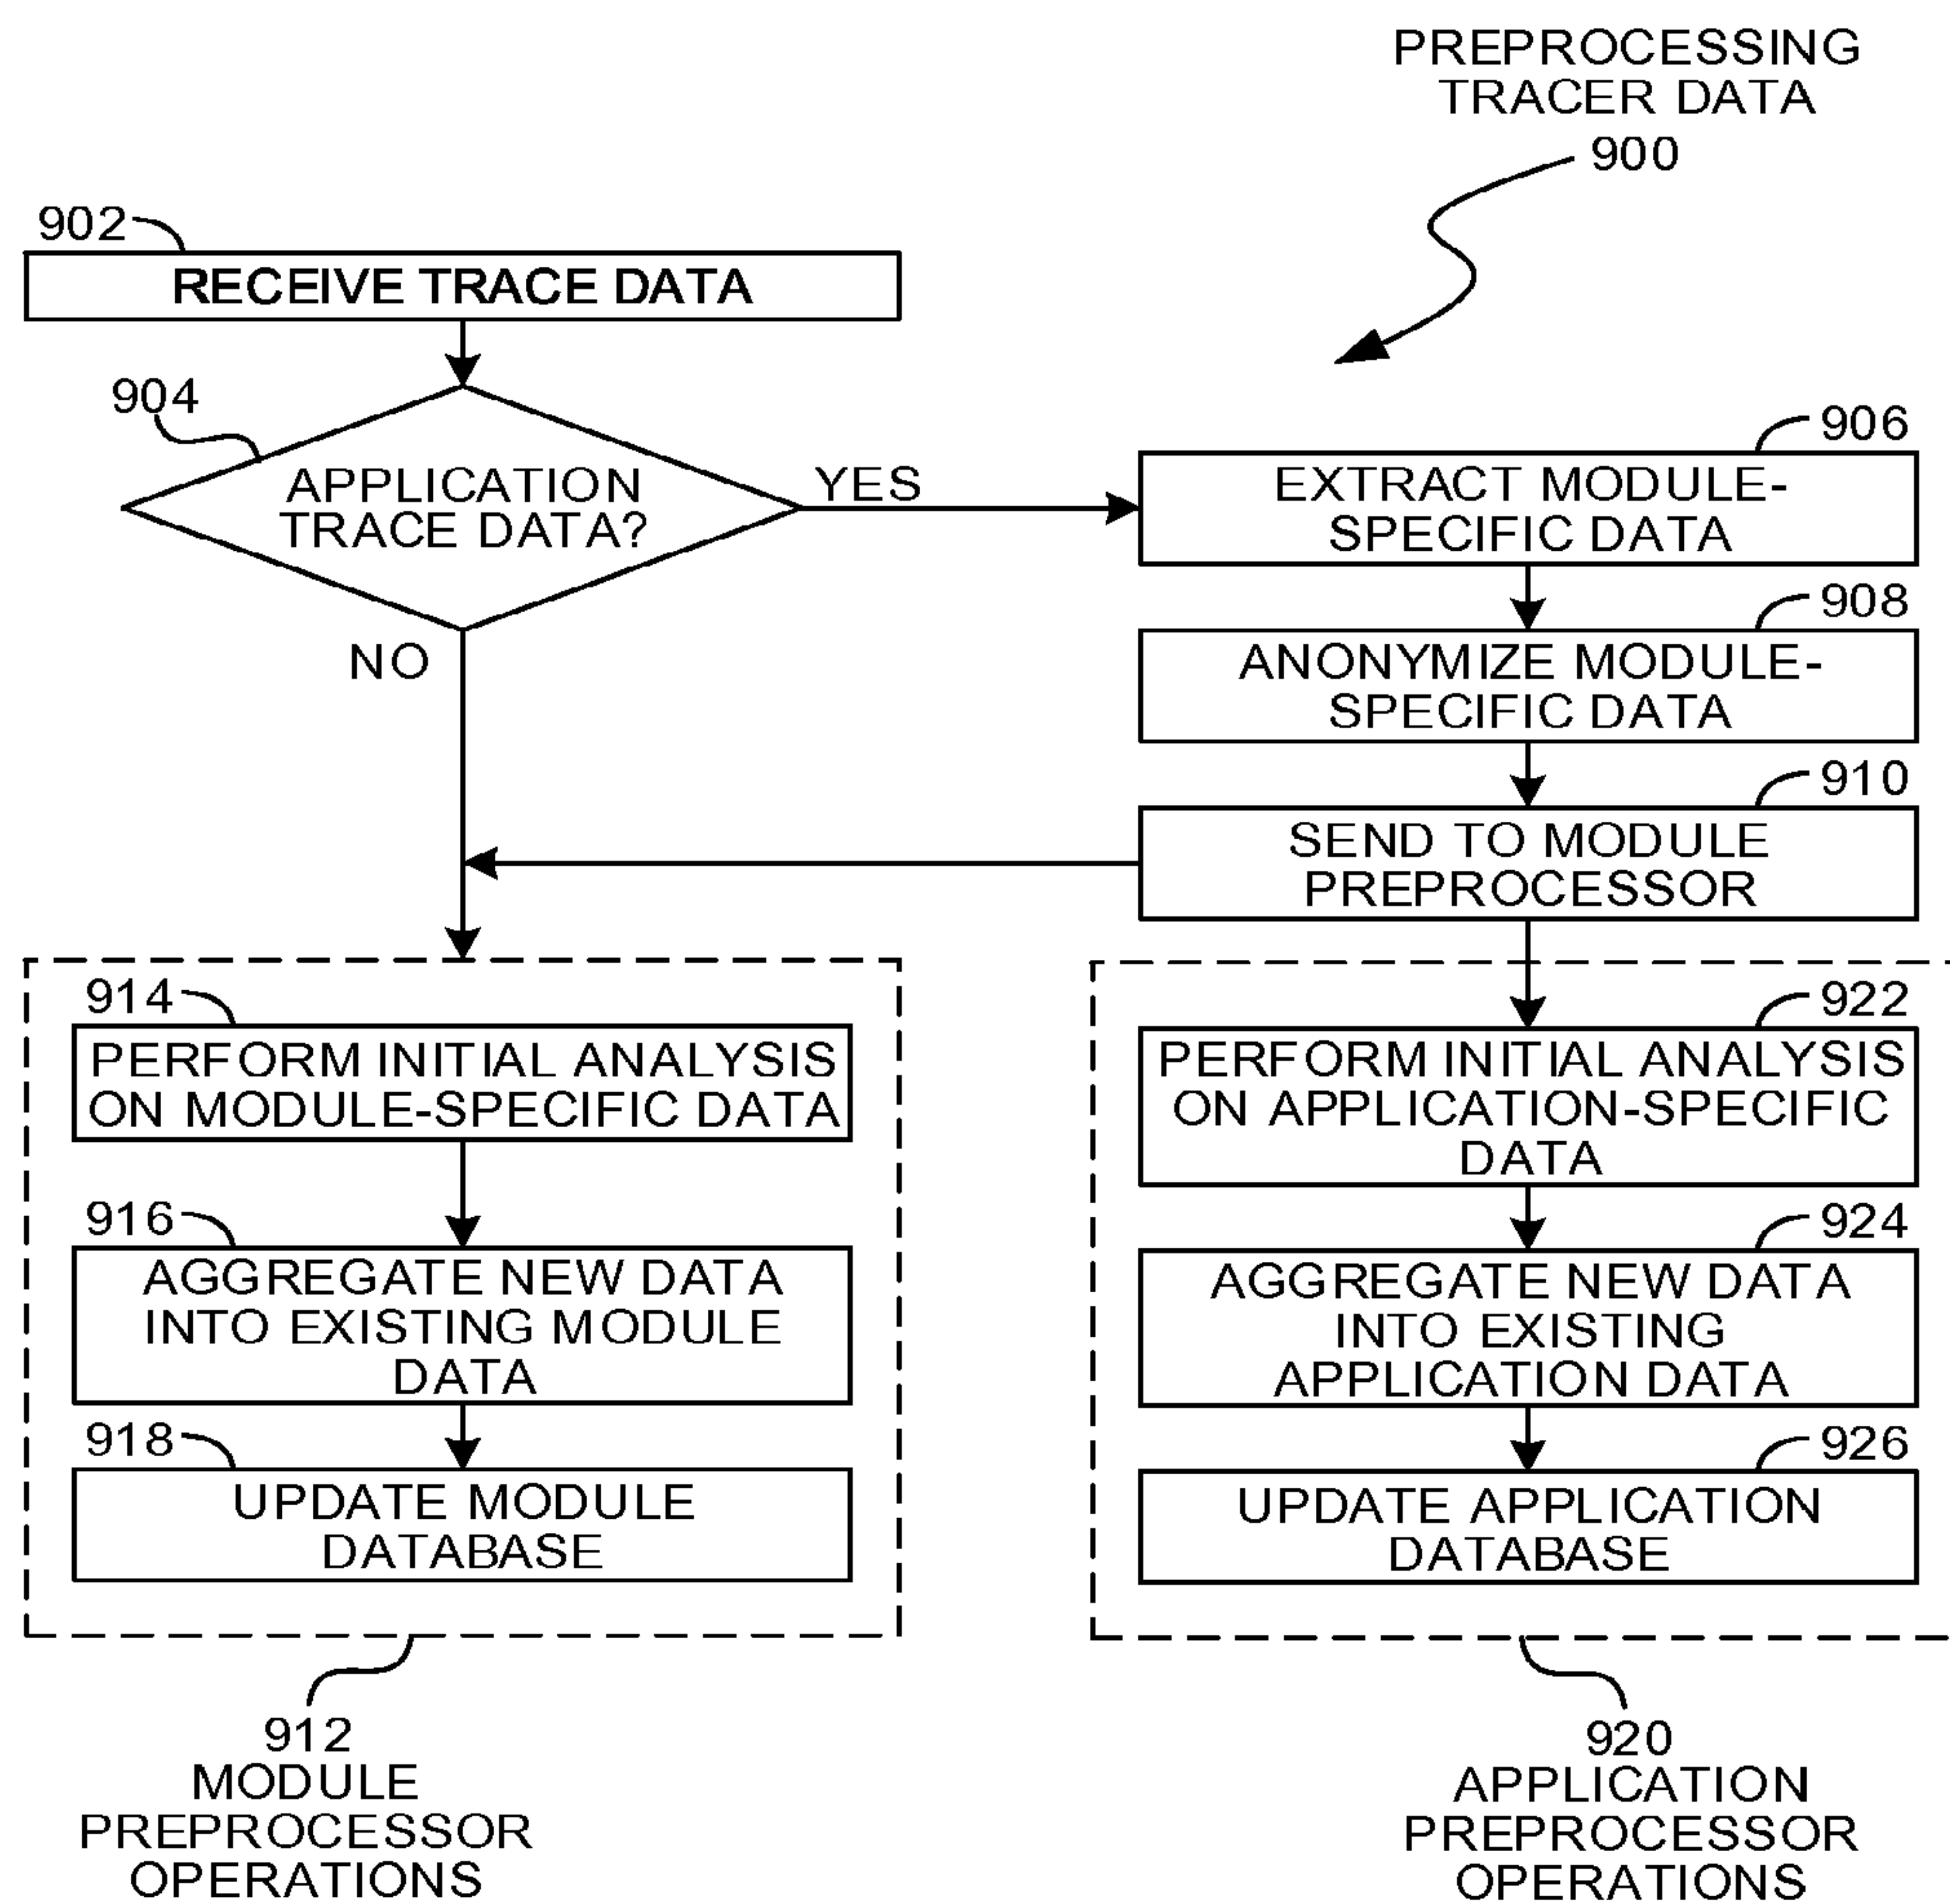 PREPROCESSING
TRACER DATA
900
902
RECEIVE TRACE DATA
904
APPLICATION
TRACE DATA?
YES
NO
906
EXTRACT MODULE-
SPECIFIC DATA
908
ANONYMIZE MODULE-
SPECIFIC DATA
910
SEND TO MODULE
PREPROCESSOR
914
PERFORM INITIAL ANALYSIS
ON MODULE-SPECIFIC DATA
916
AGGREGATE NEW DATA
INTO EXISTING MODULE
DATA
918
UPDATE MODULE
DATABASE
912
MODULE
PREPROCESSOR
OPERATIONS
922
PERFORM INITIAL ANALYSIS
ON APPLICATION-SPECIFIC
DATA
924
AGGREGATE NEW DATA
INTO EXISTING
APPLICATION DATA
926
UPDATE APPLICATION
DATABASE
920
APPLICATION
PREPROCESSOR
OPERATIONS